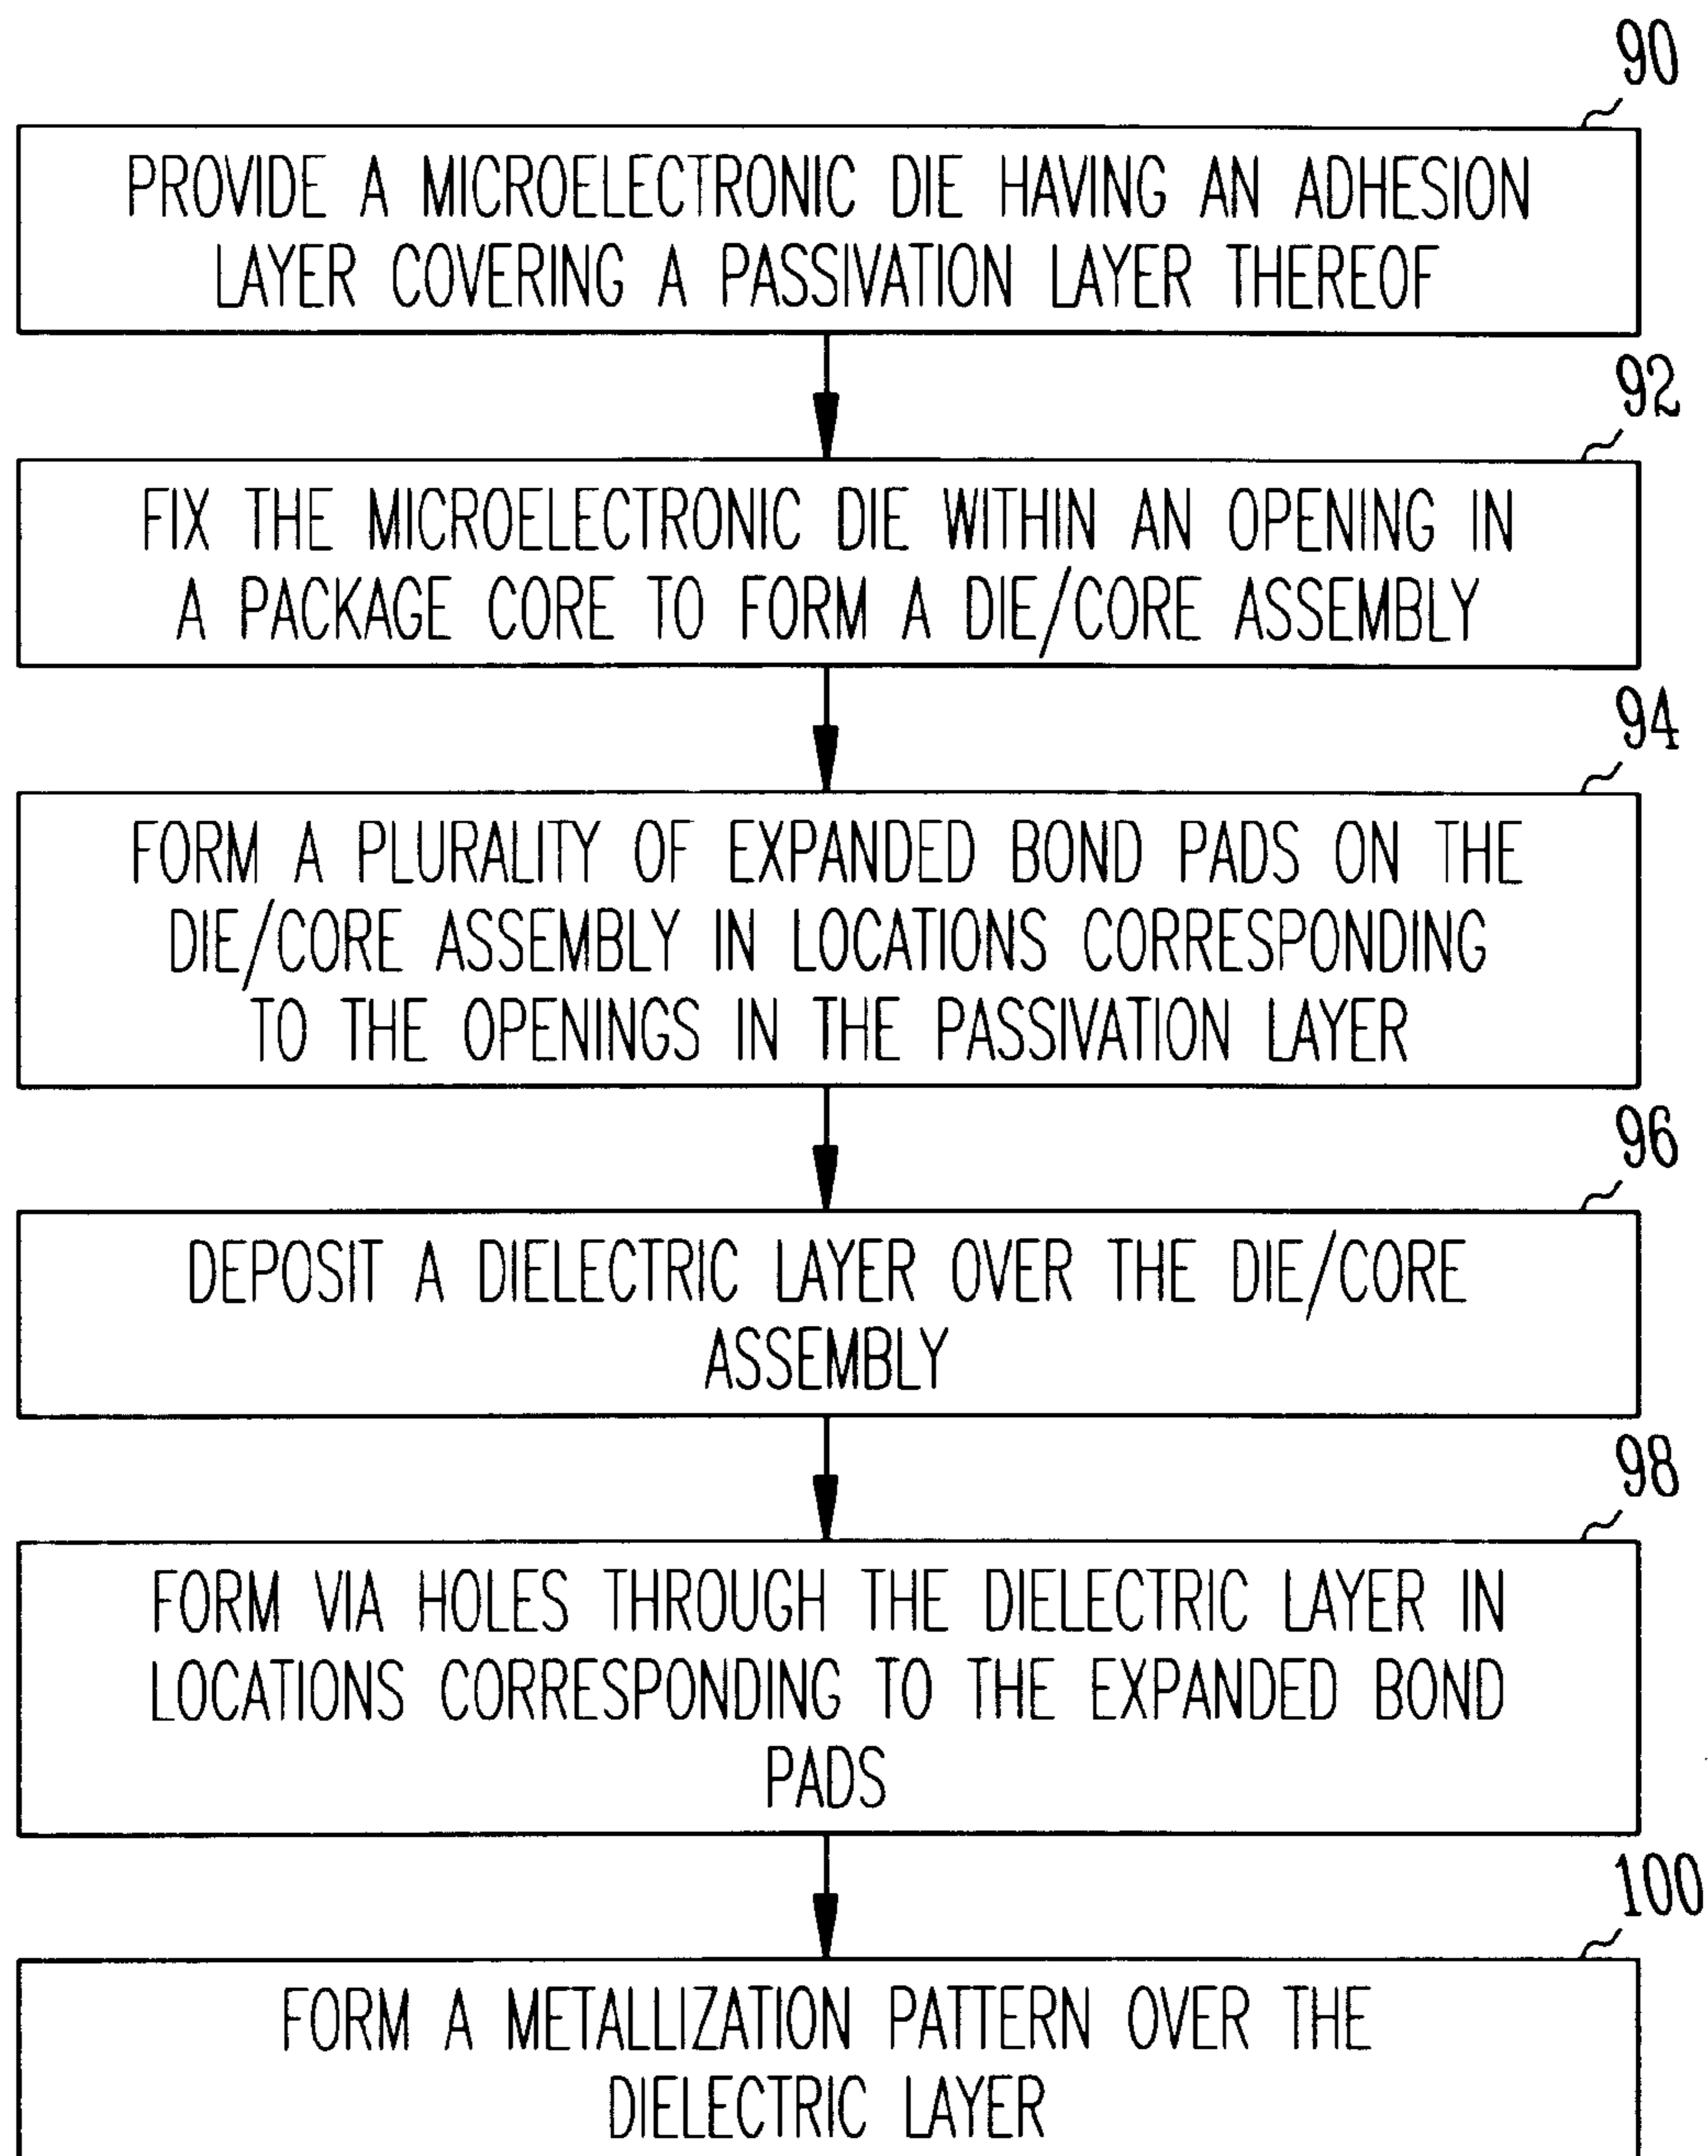 90
PROVIDE A MICROELECTRONIC DIE HAVING AN ADHESION
LAYER COVERING A PASSIVATION LAYER THEREOF
92
FIX THE MICROELECTRONIC DIE WITHIN AN OPENING IN
A PACKAGE CORE TO FORM A DIE/CORE ASSEMBLY
94
FORM A PLURALITY OF EXPANDED BOND PADS ON THE
DIE/CORE ASSEMBLY IN LOCATIONS CORRESPONDING
TO THE OPENINGS IN THE PASSIVATION LAYER
96
DEPOSIT A DIELECTRIC LAYER OVER THE DIE/CORE
ASSEMBLY
98
FORM VIA HOLES THROUGH THE DIELECTRIC LAYER IN
LOCATIONS CORRESPONDING TO THE EXPANDED BOND
PADS
100
FORM A METALLIZATION PATTERN OVER THE
DIELECTRIC LAYER